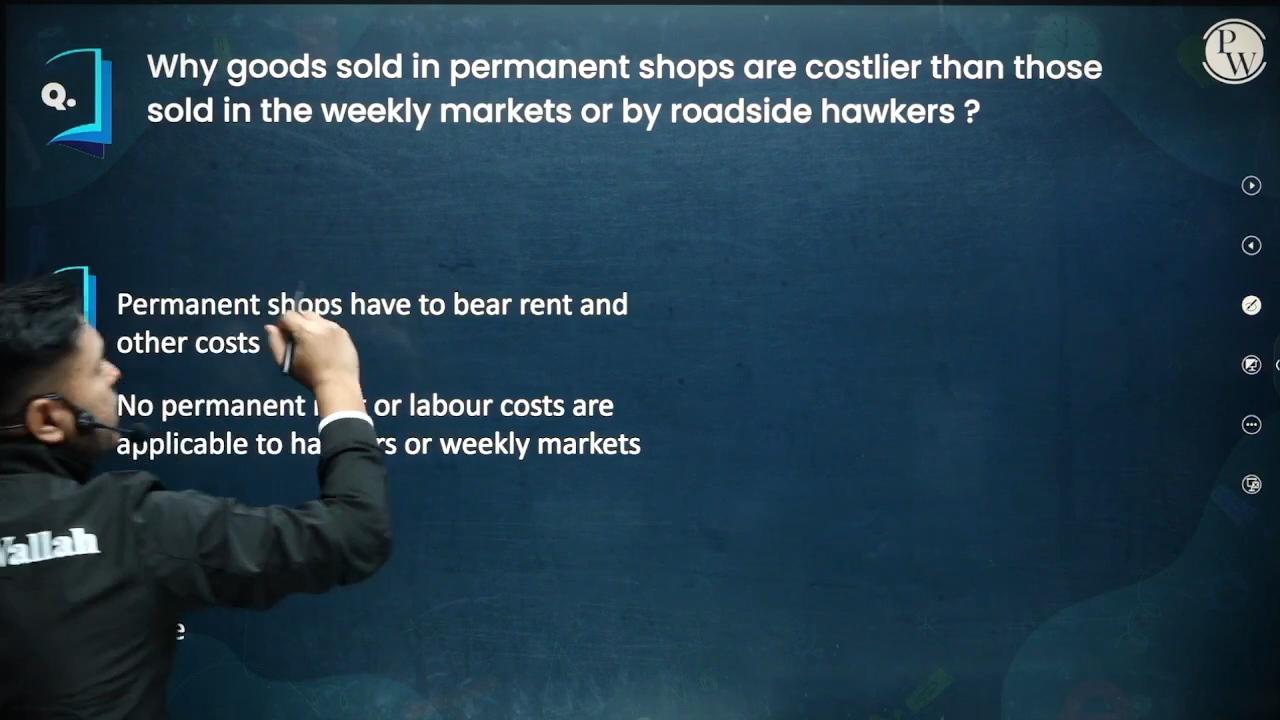 Q.
Why goods sold in permanent shops are costlier than those
sold in the weekly markets or by roadside hawkers ?
PW
Permanent shops have to bear rent and
other costs
No permanent or labour costs are
applicable to or weekly markets
Wallah